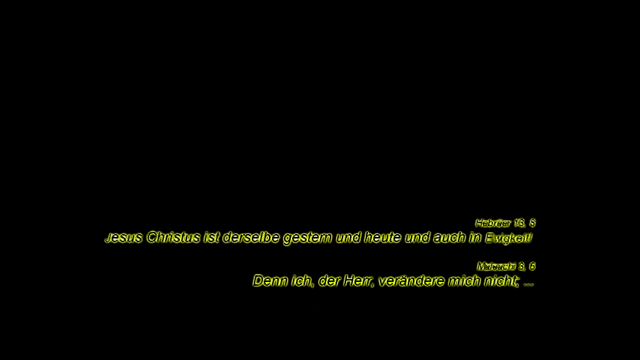 Hebräer 13, 8
Jesus Christus ist derselbe gestern und heute und auch in Ewigkeit!
Maleachi 3, 6
Denn ich, der Herr, verändere mich nicht; ...